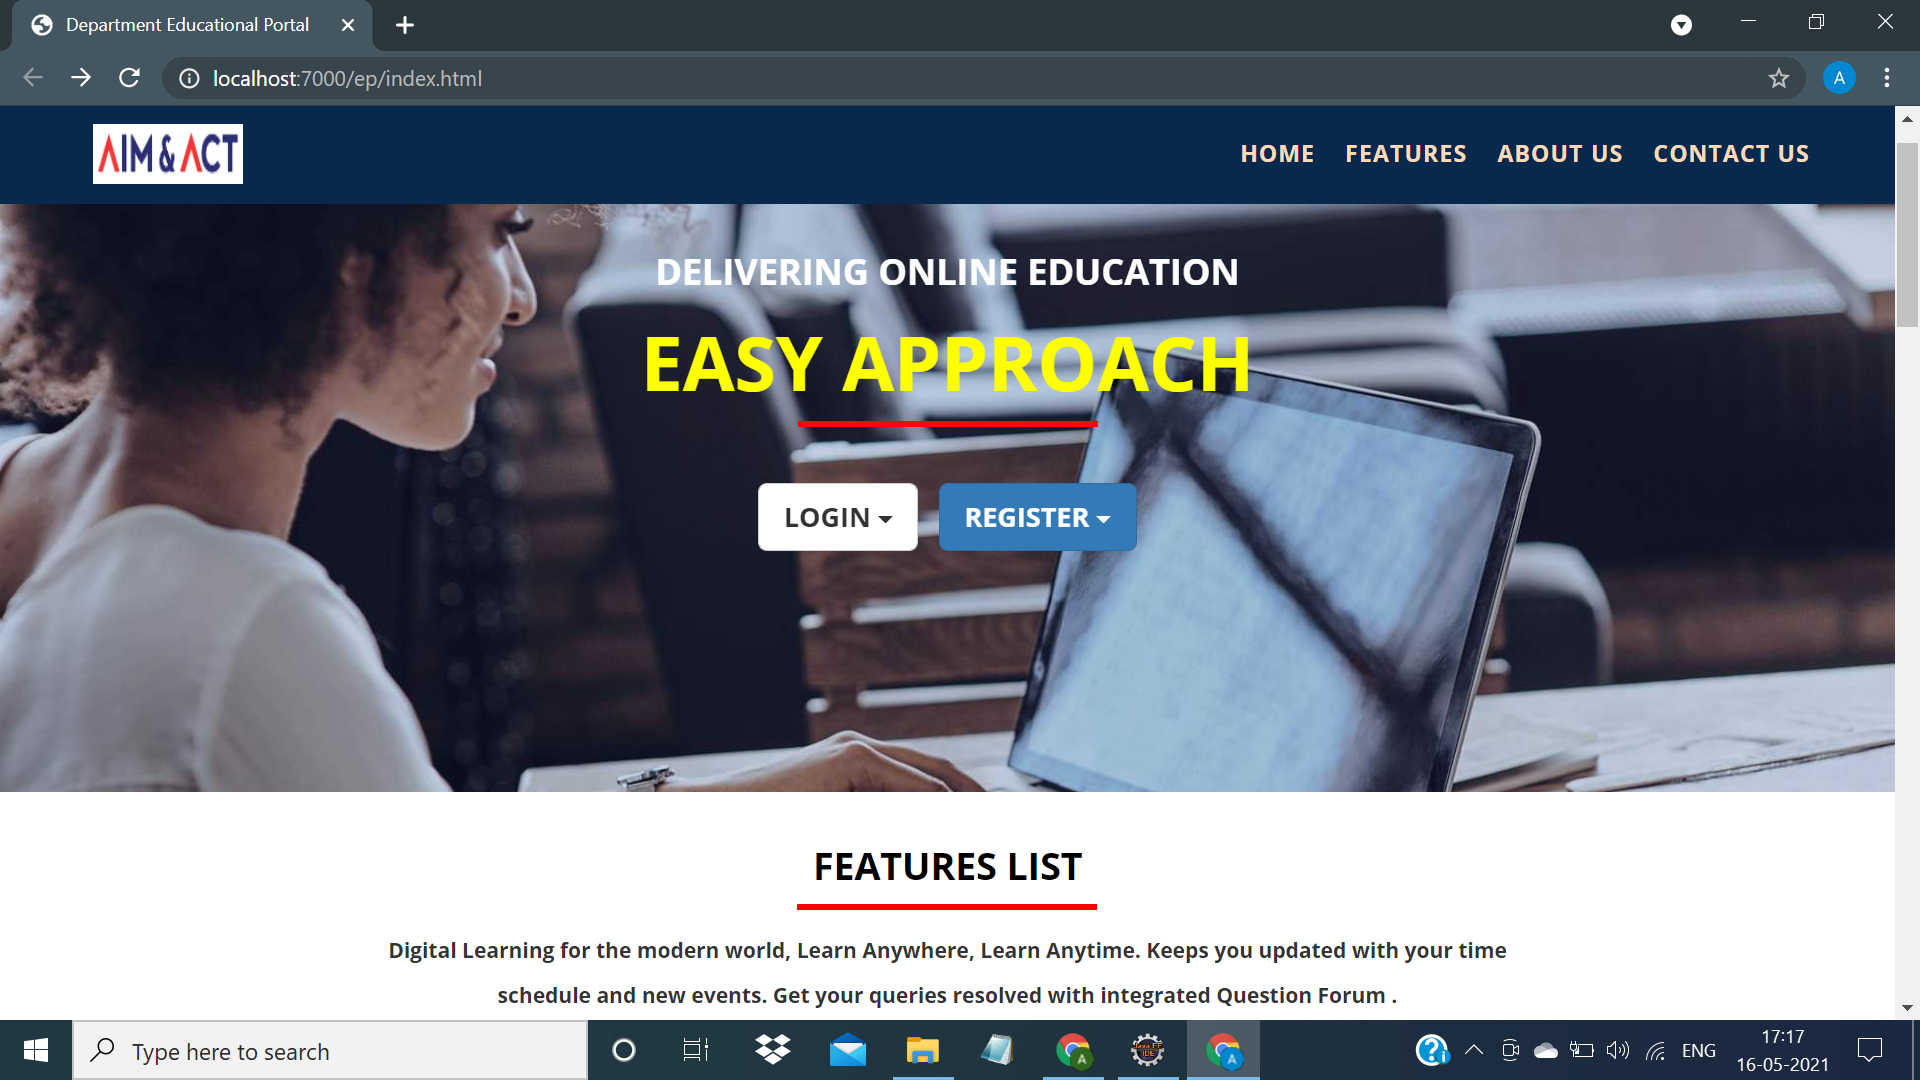 Department Educational Portal
localhost:7000/ep/index.html
A
AIM & ACT
HOME FEATURES ABOUT US CONTACT US
DELIVERING ONLINE EDUCATION
EASY APPROACH
LOGIN REGISTER
FEATURES LIST
Digital Learning for the modern world, Learn Anywhere, Learn Anytime. Keeps you updated with your time
schedule and new events. Get your queries resolved with integrated Question Forum .
Type here to search
A
Java EE
IDE
A
ENG
17:17
16-05-2021